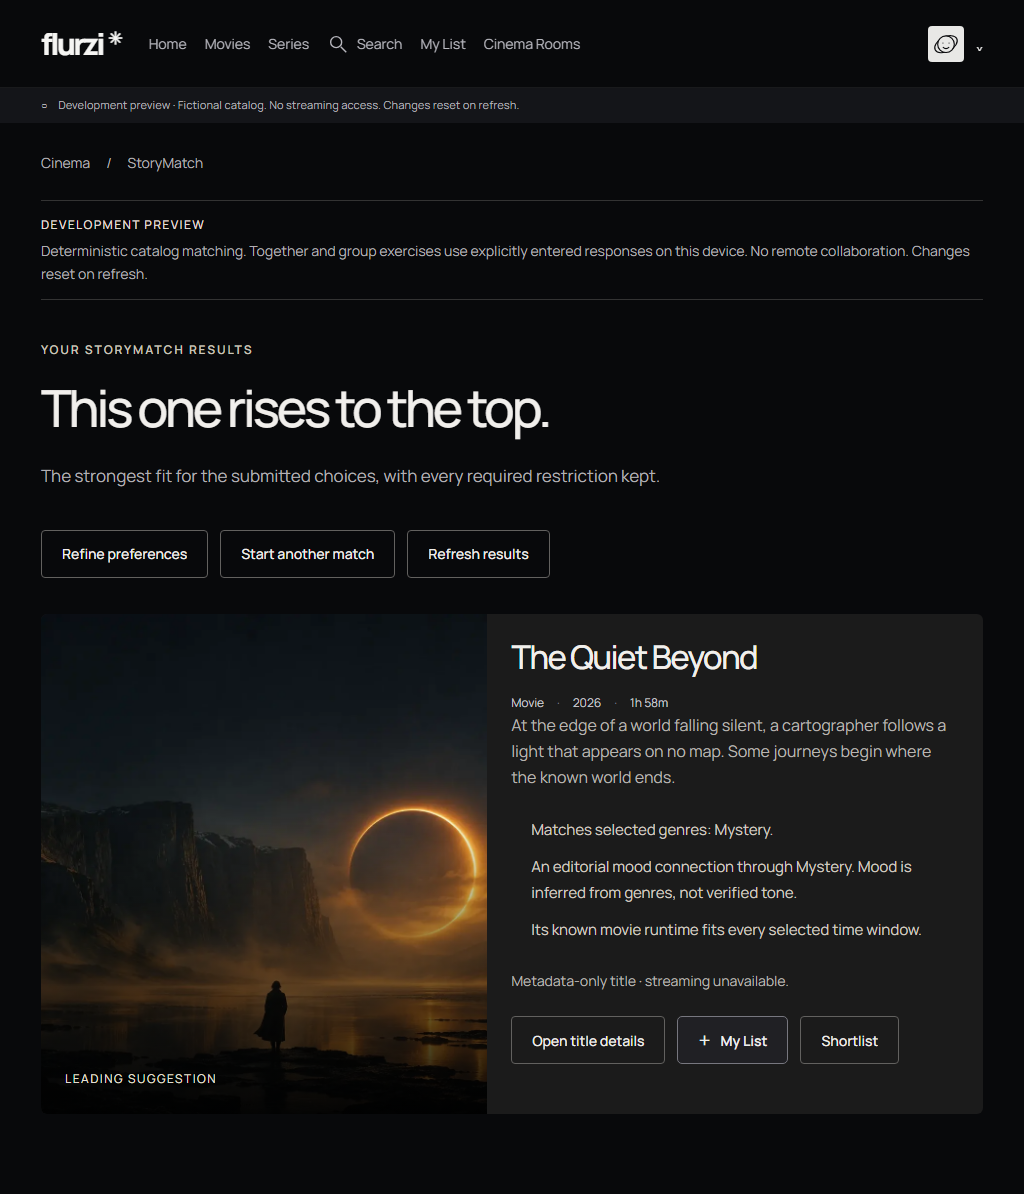 flurzi*
Home Movies Series Search My List Cinema Rooms
Development preview · Fictional catalog. No streaming access. Changes reset on refresh.
Cinema / StoryMatch
DEVELOPMENT PREVIEW
Deterministic catalog matching. Together and group exercises use explicitly entered responses on this device. No remote collaboration. Changes
reset on refresh.
YOUR STORYMATCH RESULTS
This one rises to the top.
The strongest fit for the submitted choices, with every required restriction kept.
Refine preferences Start another match Refresh results
The Quiet Beyond
Movie · 2026 · 1h 58m
At the edge of a world falling silent, a cartographer follows a
light that appears on no map. Some journeys begin where
the known world ends.
Matches selected genres: Mystery.
An editorial mood connection through Mystery. Mood is
inferred from genres, not verified tone.
Its known movie runtime fits every selected time window.
Metadata-only title · streaming unavailable.
Open title details + My List Shortlist
LEADING SUGGESTION